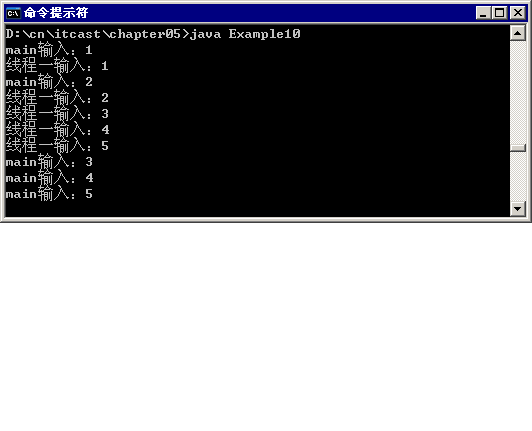 命令提示符
D:\cn\itcast\chapter05>java Example10
main输入：1
线程一输入：1
main输入：2
线程一输入：2
线程一输入：3
线程一输入：4
线程一输入：5
main输入：3
main输入：4
main输入：5